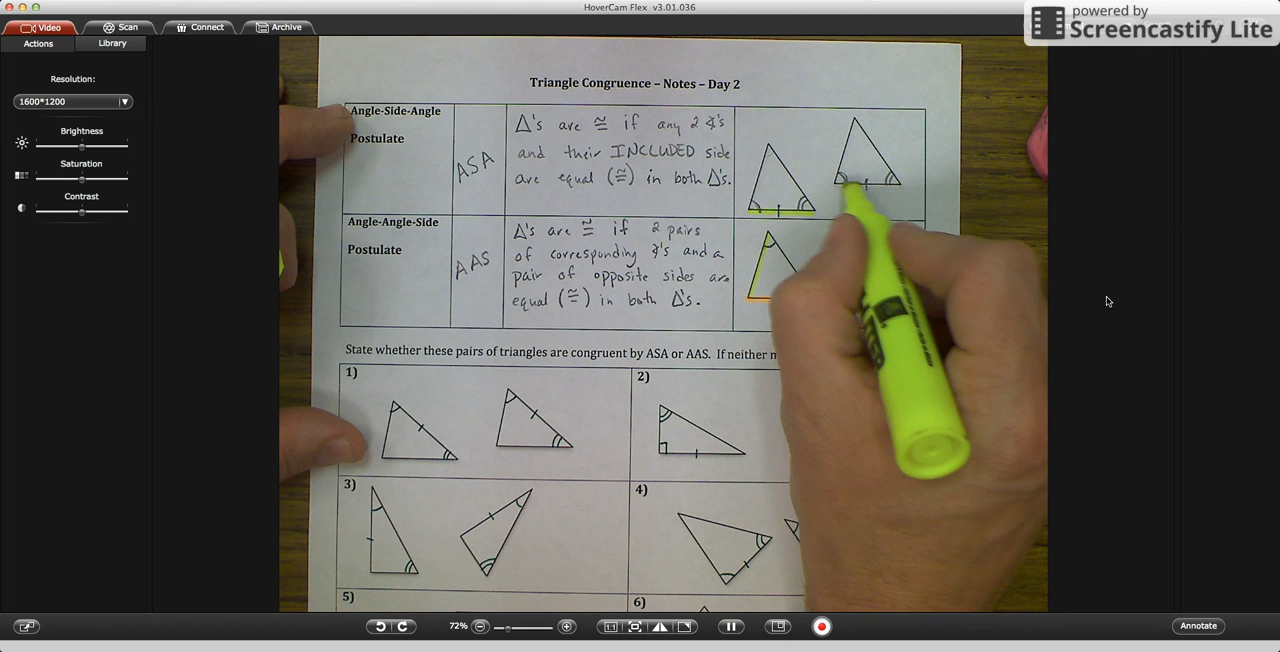 HoverCam Flex v3.01.036
powered by
Screencastify Lite
Video
Scan
Connect
Archive
Actions
Library
Resolution:
1600*1200
Brightness
Saturation
Contrast
Triangle Congruence – Notes – Day 2
Angle-Side-Angle
Postulate
ASA
Δ's are ≅ if any 2 ∡'s
and their INCLUDED side
are equal (≅) in both Δ's.
Angle-Angle-Side
Postulate
AAS
Δ's are ≅ if 2 pairs
of corresponding ∡'s and a
pair of opposite sides are
equal (≅) in both Δ's.
State whether these pairs of triangles are congruent by ASA or AAS. If neither
1)
2)
3)
4)
5)
6)
72%
1:1
Annotate